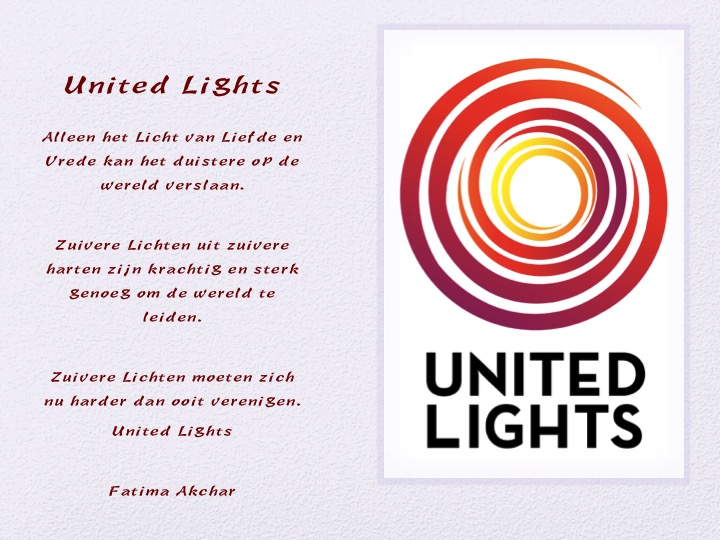 United Lights
Alleen het Licht van Liefde en
Vrede kan het duistere op de
wereld verslaan.
Zuivere Lichten uit zuivere
harten zijn krachtig en sterk
genoeg om de wereld te
leiden.
Zuivere Lichten moeten zich
nu harder dan ooit verenigen.
United Lights
Fatima Akchar
UNITED
LIGHTS